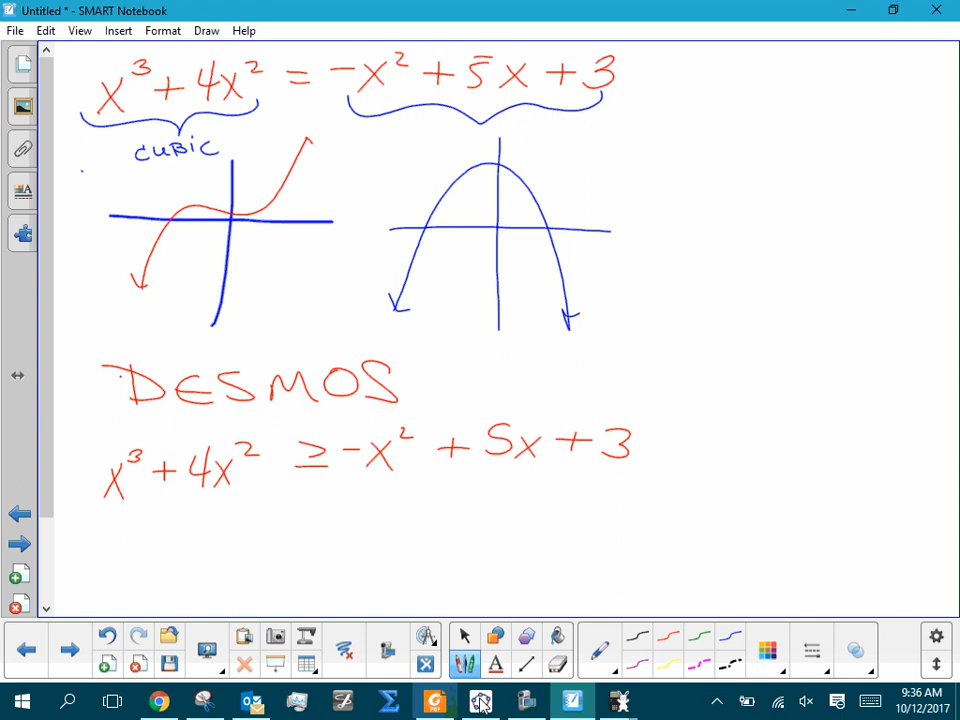 Untitled * - SMART Notebook
File Edit View Insert Format Draw Help
x³ + 4x² = -x² + 5x + 3
CUBIC
DESMOS
x³ + 4x² ≥ -x² + 5x + 3
9:36 AM
10/12/2017